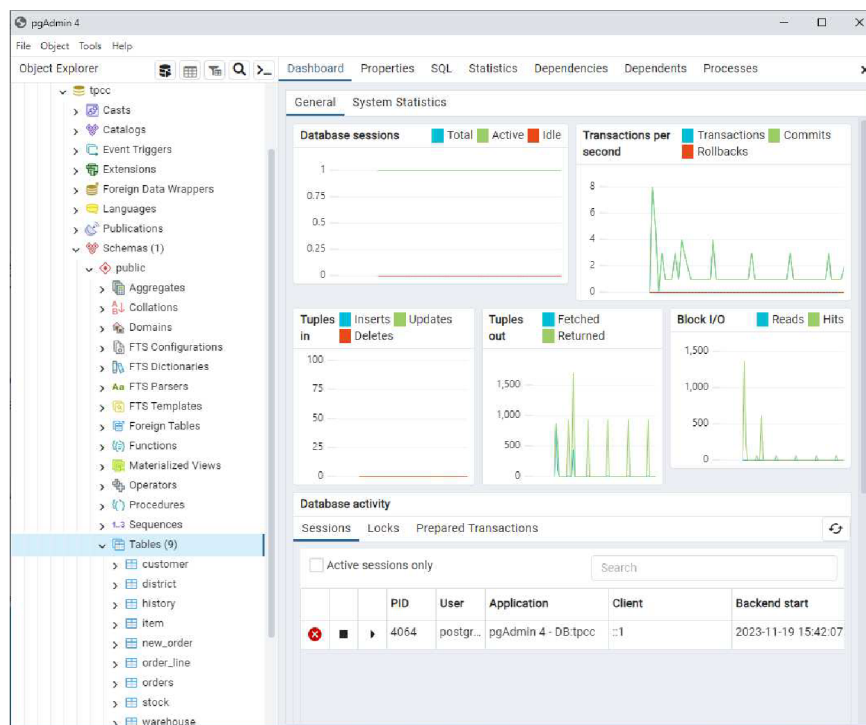 pgAdmin 4
File Object Tools Help
Object Explorer
tpcc
Casts
Catalogs
Event Triggers
Extensions
Foreign Data Wrappers
Languages
Publications
Schemas (1)
public
Aggregates
Collations
Domains
FTS Configurations
FTS Dictionaries
Aa FTS Parsers
FTS Templates
Foreign Tables
Functions
Materialized Views
Operators
Procedures
1..3 Sequences
Tables (9)
customer
district
history
item
new_order
order_line
orders
stock
warehouse
Dashboard Properties SQL Statistics Dependencies Dependents Processes
General System Statistics
Database sessions Total Active Idle
1
0.75
0.5
0.25
0
Transactions per second Transactions Commits Rollbacks
8
6
4
2
0
Tuples in Inserts Updates Deletes
100
75
50
25
0
Tuples out Fetched Returned
1,500
1,000
500
0
Block I/O Reads Hits
1,500
1,000
500
0
Database activity
Sessions Locks Prepared Transactions
Active sessions only Search
PID User Application Client Backend start
4064 postgr... pgAdmin 4 - DB:tpcc ::1 2023-11-19 15:42:07